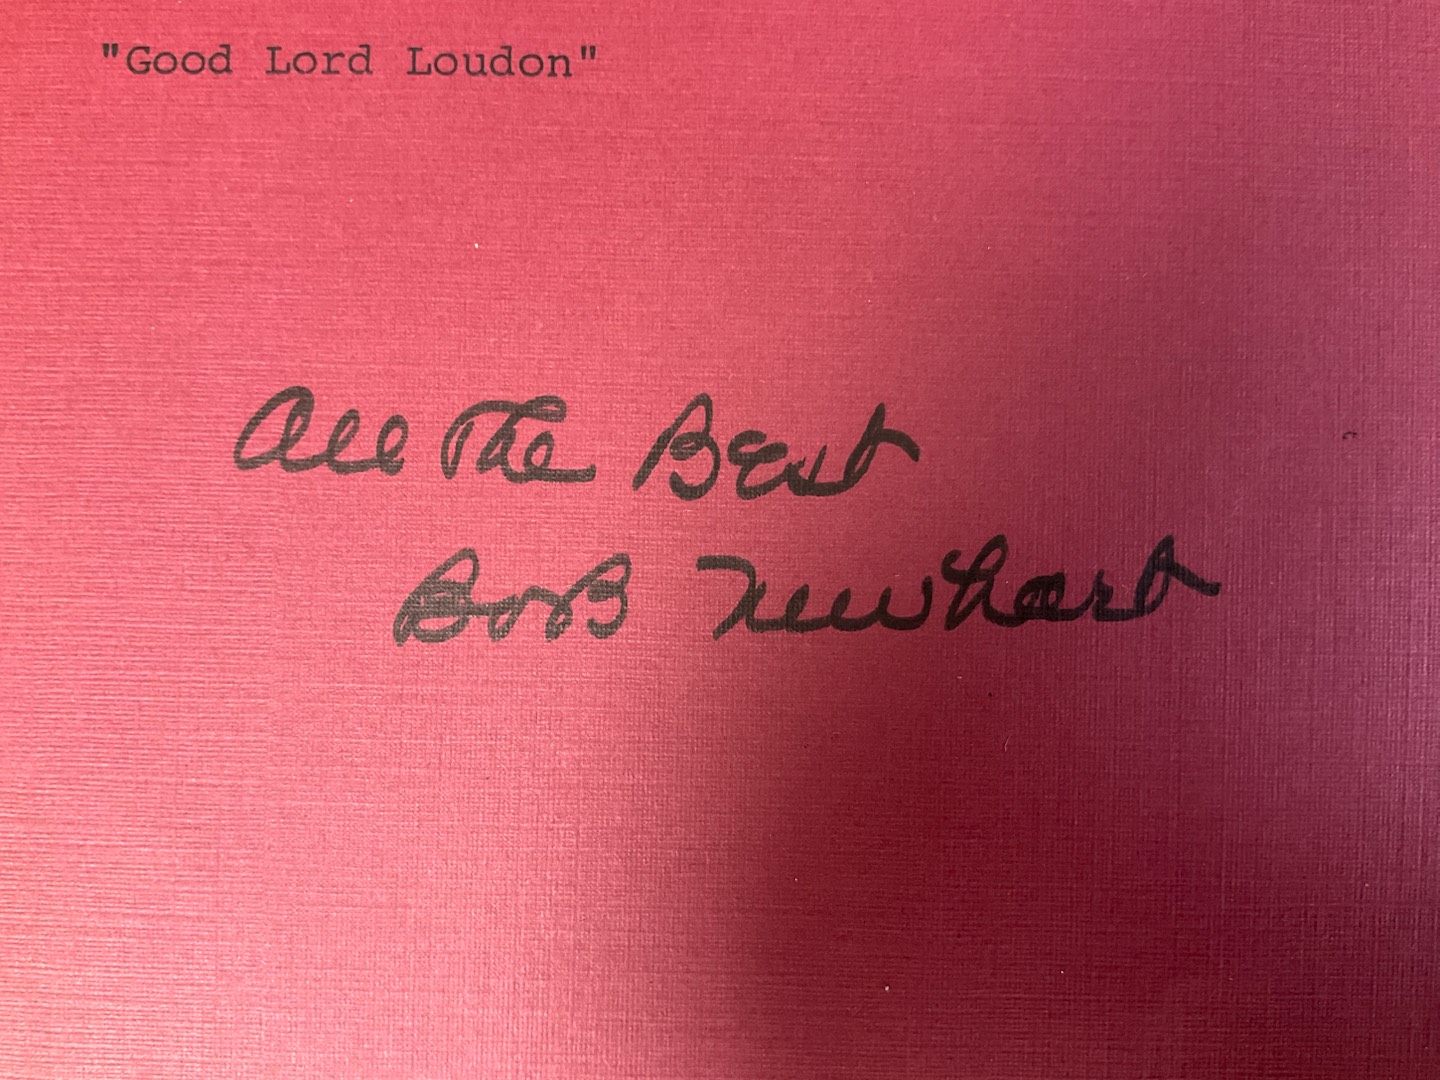 "Good Lord Loudon"
All The Best
Bob Newhart